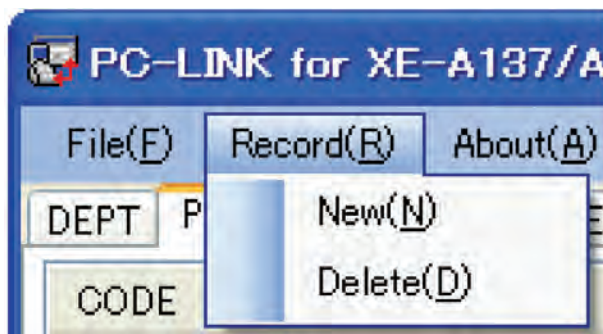 PC-LINK for XE-A137/A
File(F) Record(R) About(A)
DEPT P
New(N)
Delete(D)
CODE